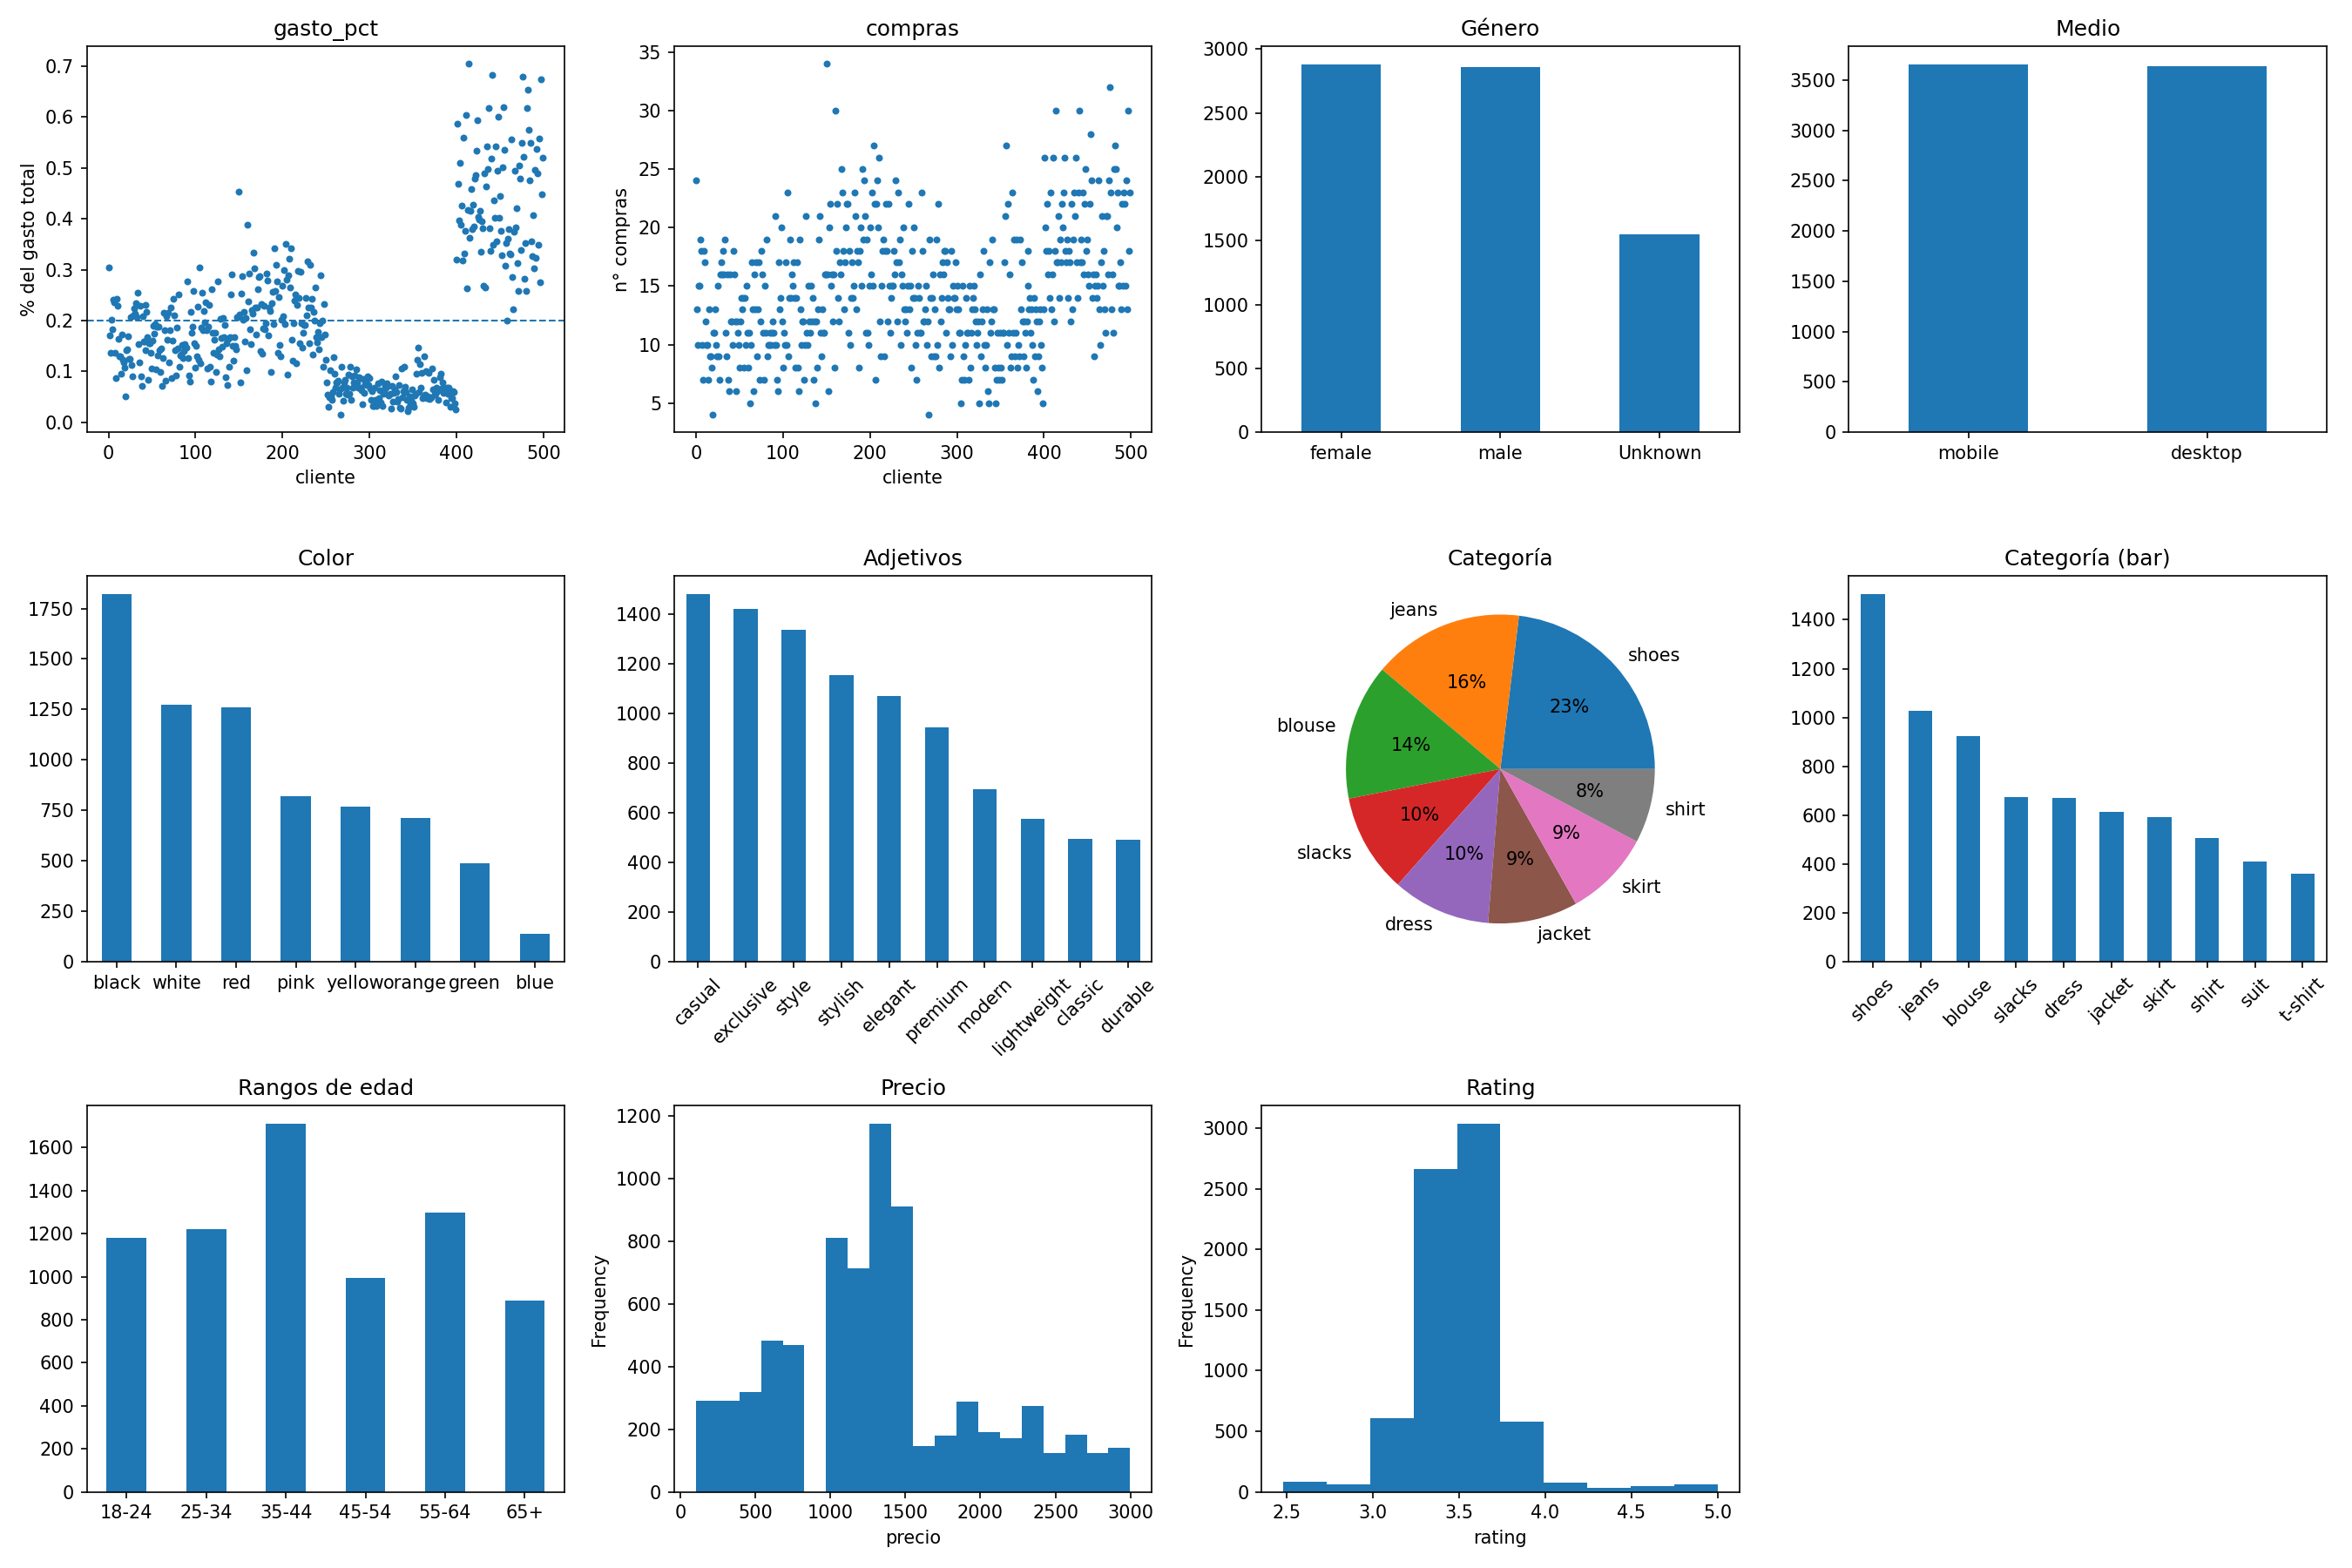 gasto_pct
% del gasto total
0.7
0.6
0.5
0.4
0.3
0.2
0.1
0.0
0 100 200 300 400 500
cliente
compras
n° compras
35
30
25
20
15
10
5
0 100 200 300 400 500
cliente
Género
3000
2500
2000
1500
1000
500
0
female male Unknown
Medio
3500
3000
2500
2000
1500
1000
500
0
mobile desktop
Color
1750
1500
1250
1000
750
500
250
0
black white red pink yellow orange green blue
Adjetivos
1400
1200
1000
800
600
400
200
0
casual exclusive style stylish elegant premium modern lightweight classic durable
Categoría
jeans
shoes
16%
23%
blouse
14%
8%
shirt
10%
9%
slacks
10%
9%
skirt
dress
jacket
Categoría (bar)
1400
1200
1000
800
600
400
200
0
shoes jeans blouse slacks dress jacket skirt shirt suit t-shirt
Rangos de edad
1600
1400
1200
1000
800
600
400
200
0
18-24 25-34 35-44 45-54 55-64 65+
Precio
Frequency
1200
1000
800
600
400
200
0
0 500 1000 1500 2000 2500 3000
precio
Rating
Frequency
3000
2500
2000
1500
1000
500
0
2.5 3.0 3.5 4.0 4.5 5.0
rating